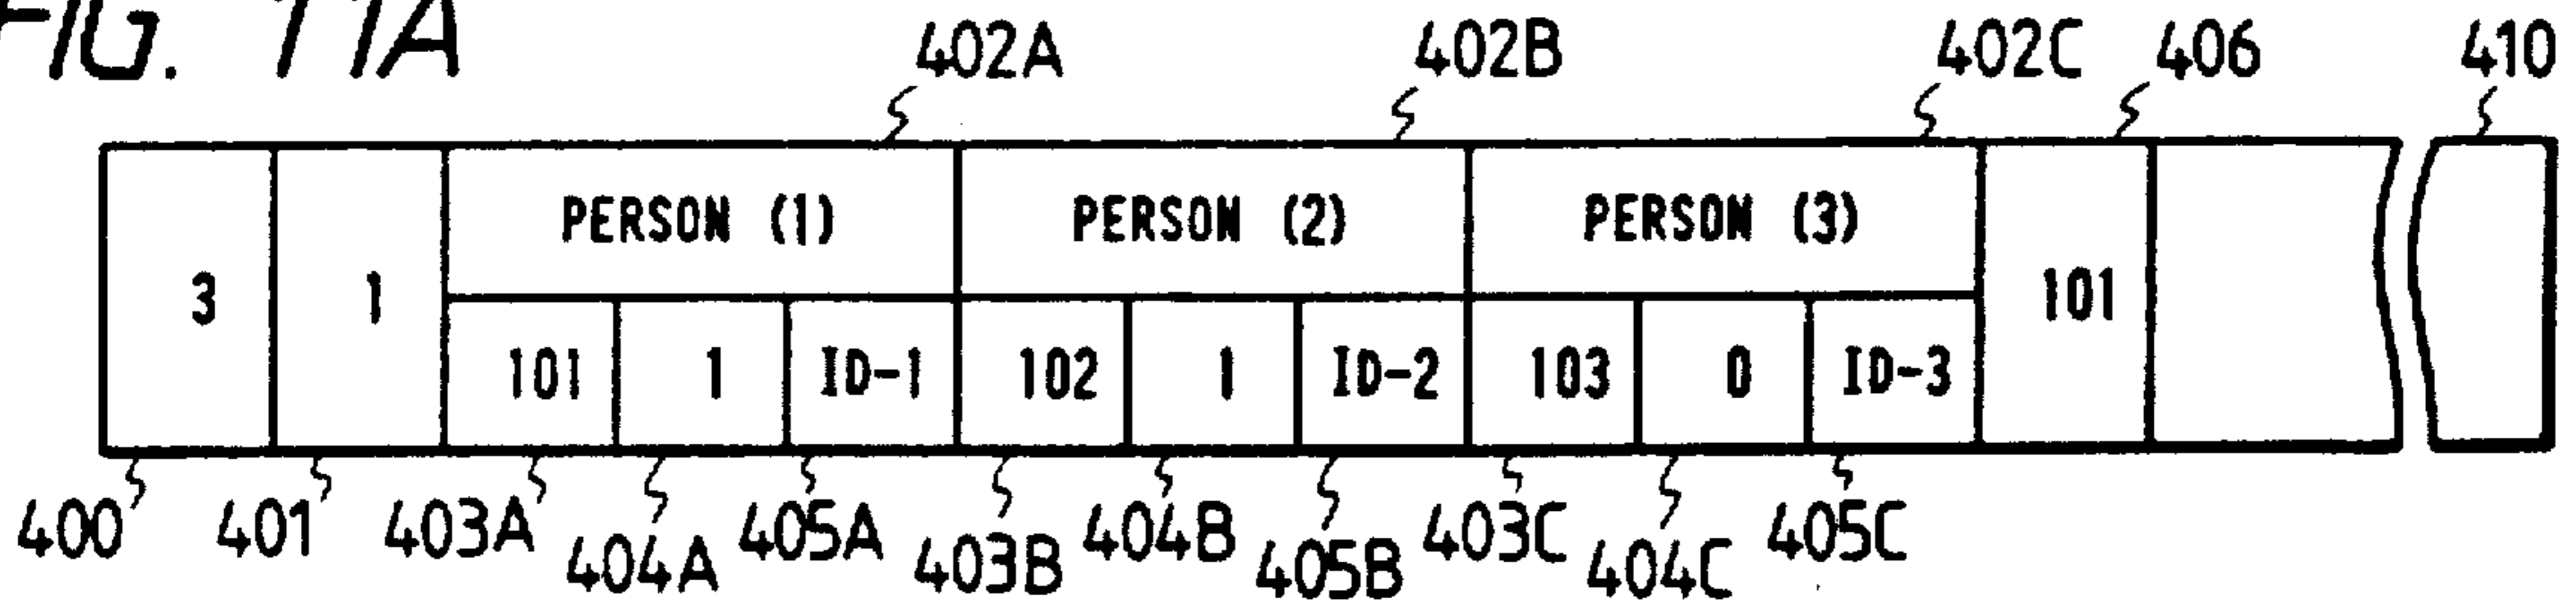 FIG. 11A
402A 402B 402C 406 410
PERSON (1) PERSON (2) PERSON (3)
3 1 101
101 1 ID-1 102 1 ID-2 103 0 ID-3
400 401 403A 404A 405A 403B 404B 405B 403C 404C 405C